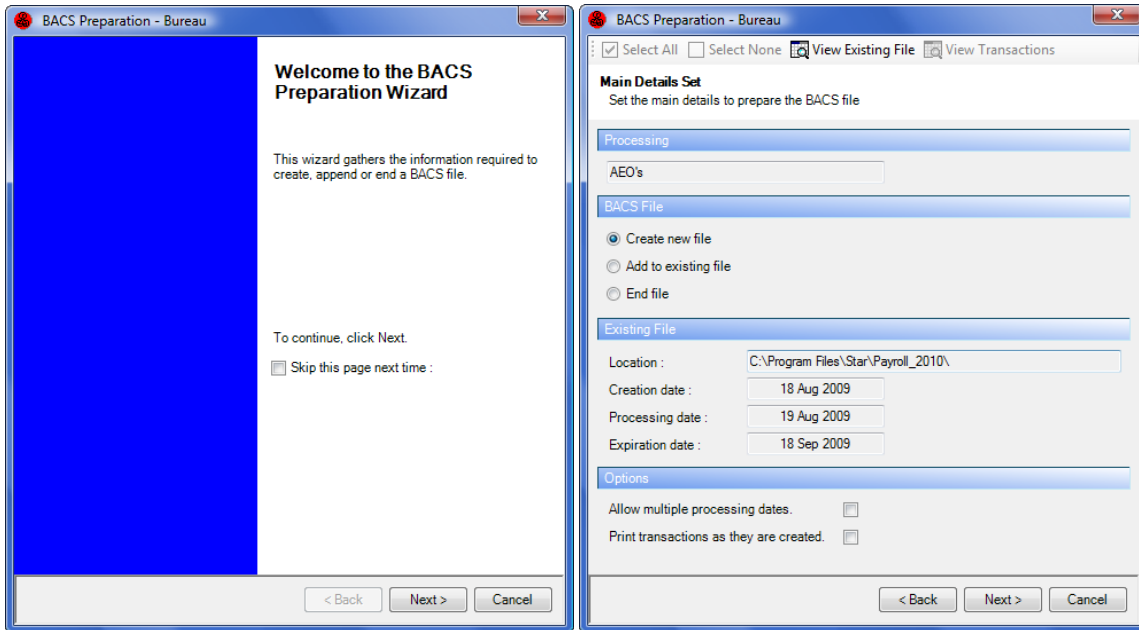 BACS Preparation - Bureau
Welcome to the BACS
Preparation Wizard
This wizard gathers the information required to
create, append or end a BACS file.
To continue, click Next.
Skip this page next time :
< Back Next > Cancel
BACS Preparation - Bureau
Select All Select None View Existing File View Transactions
Main Details Set
Set the main details to prepare the BACS file
Processing
AEO's
BACS File
Create new file
Add to existing file
End file
Existing File
Location : C:\Program Files\Star\Payroll_2010\
Creation date : 18 Aug 2009
Processing date : 19 Aug 2009
Expiration date : 18 Sep 2009
Options
Allow multiple processing dates.
Print transactions as they are created.
< Back Next > Cancel